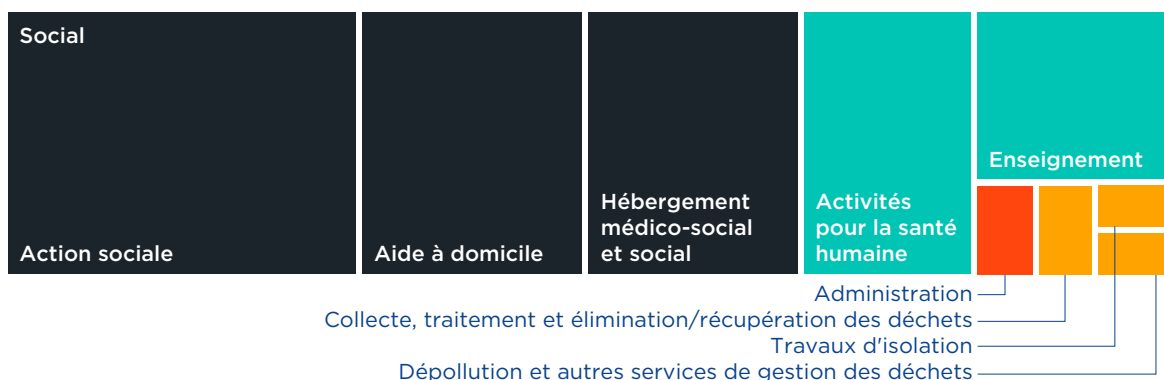 Social
Action sociale
Aide à domicile
Hébergement
médico-social
et social
Activités
pour la santé
humaine
Enseignement
Administration
Collecte, traitement et élimination/récupération des déchets
Travaux d'isolation
Dépollution et autres services de gestion des déchets